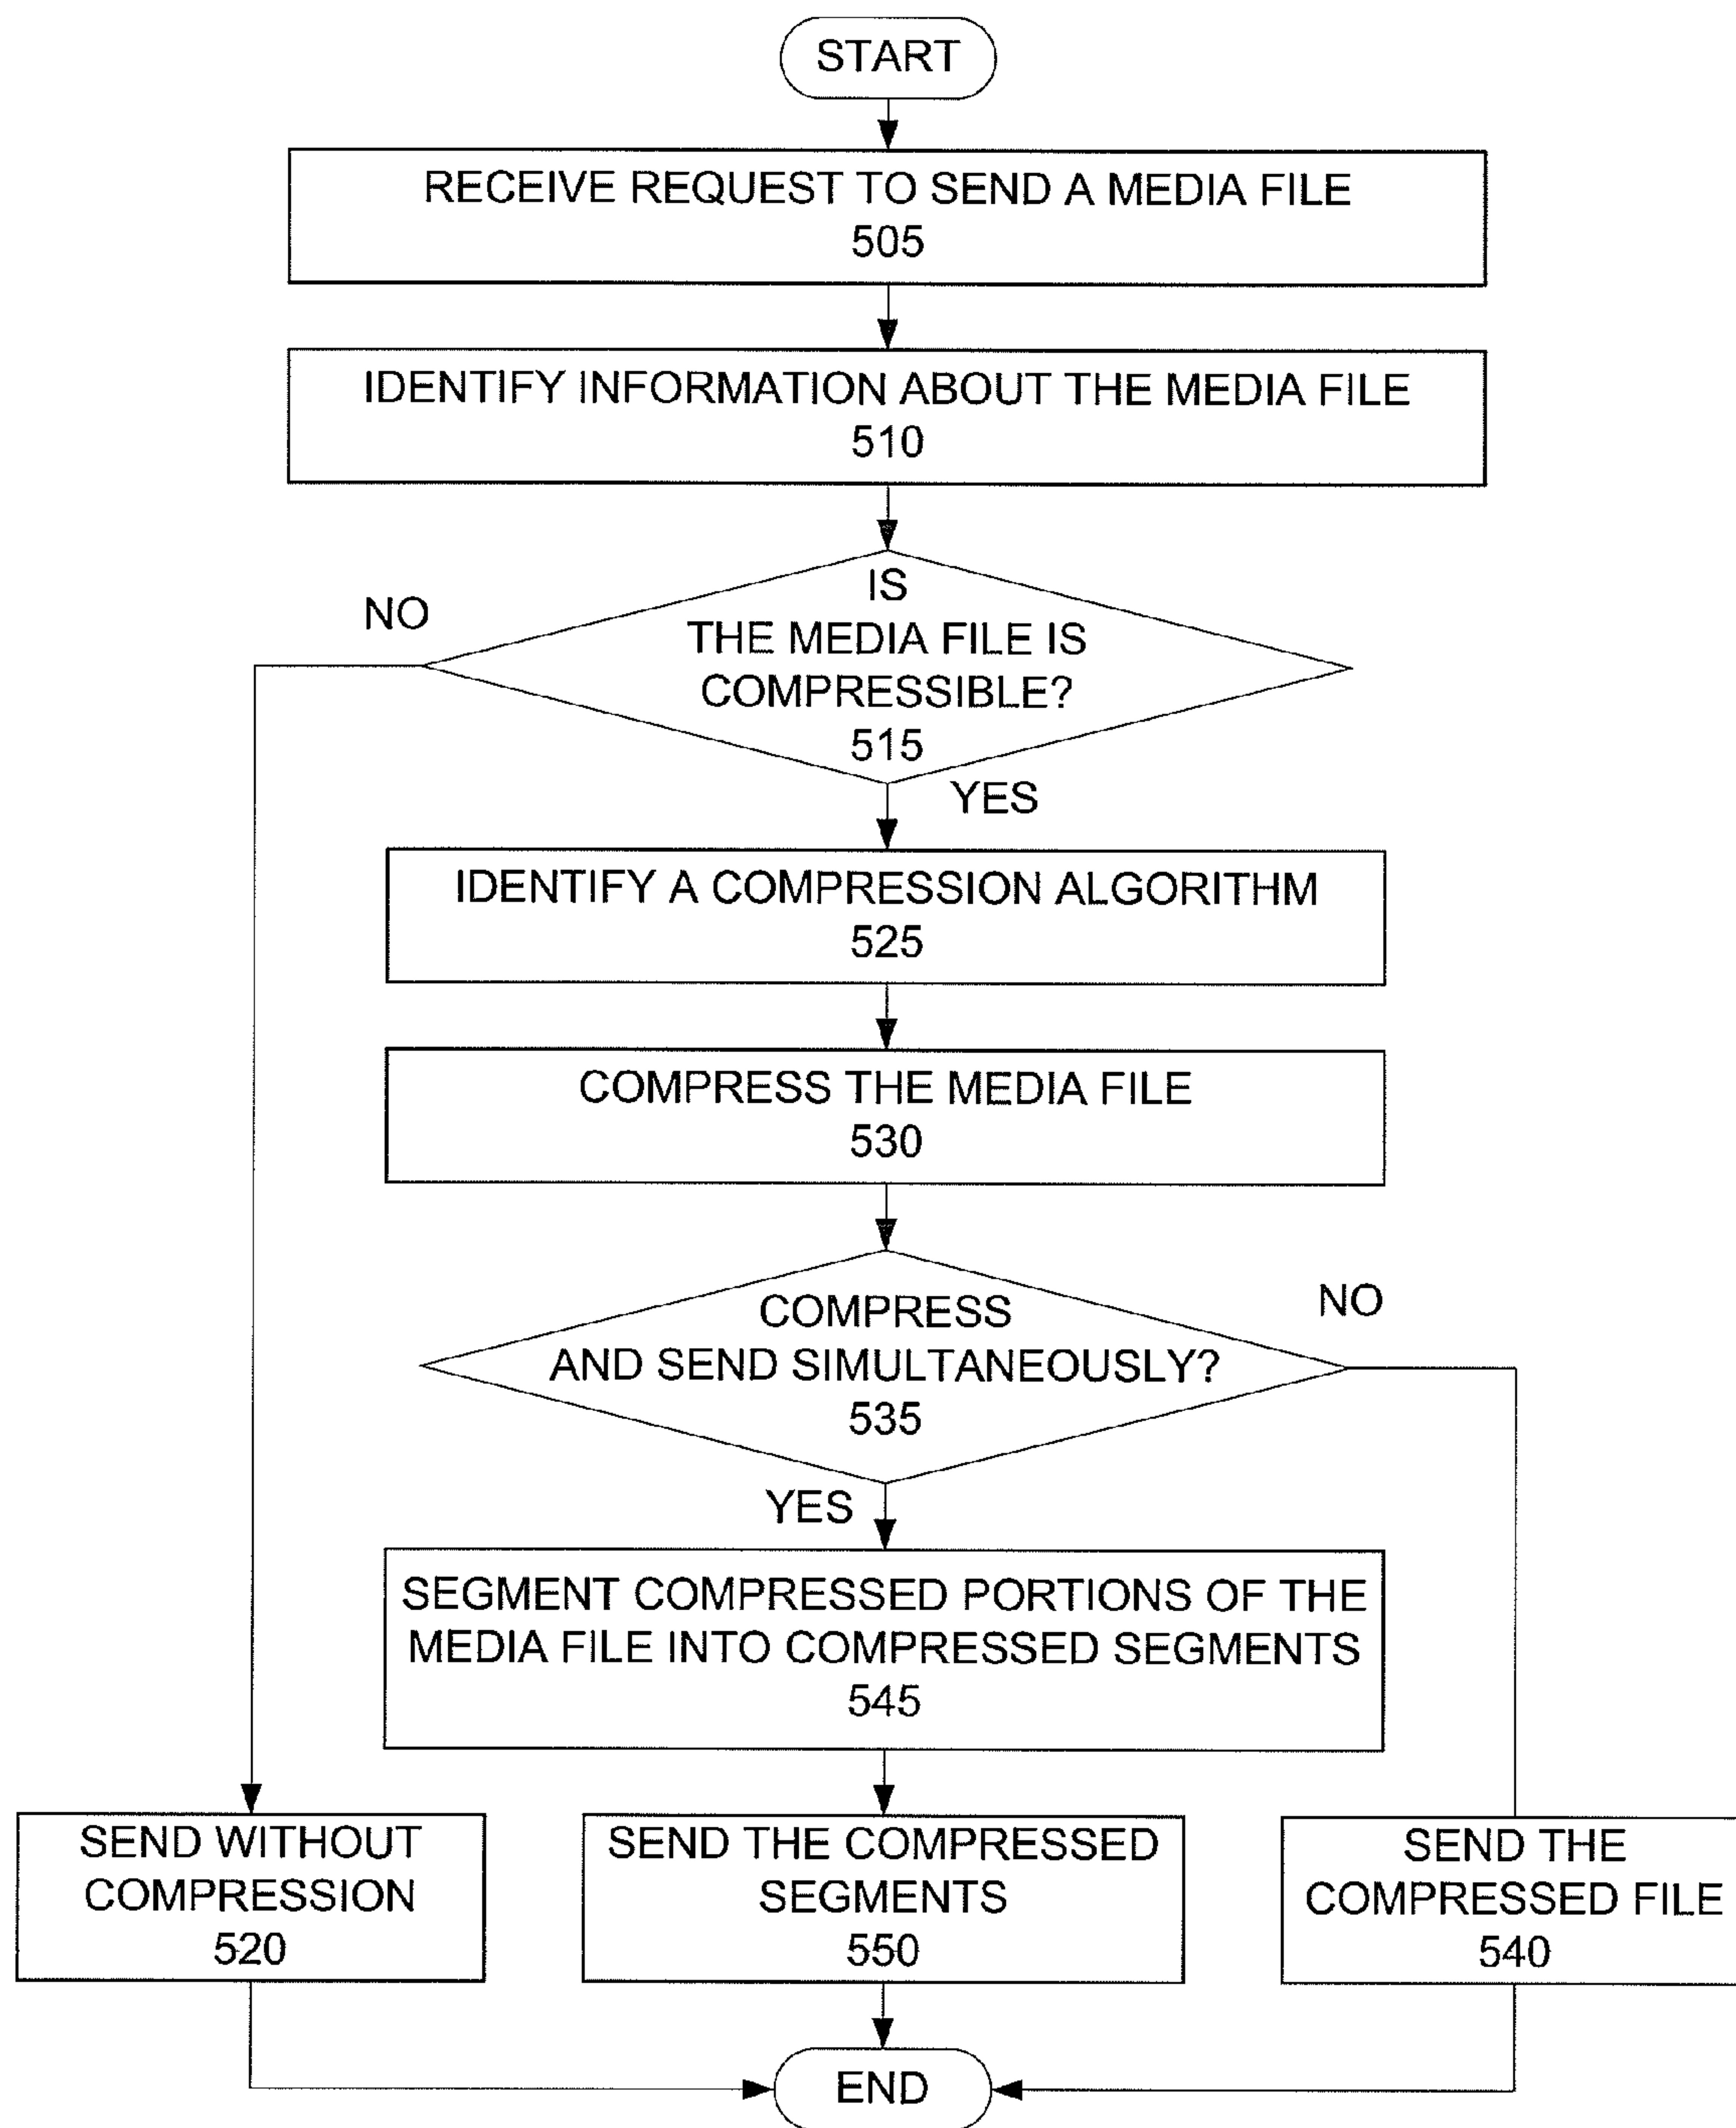 START
RECEIVE REQUEST TO SEND A MEDIA FILE
505
IDENTIFY INFORMATION ABOUT THE MEDIA FILE
510
NO
IS
THE MEDIA FILE IS
COMPRESSIBLE?
515
YES
IDENTIFY A COMPRESSION ALGORITHM
525
COMPRESS THE MEDIA FILE
530
NO
COMPRESS
AND SEND SIMULTANEOUSLY?
535
YES
SEGMENT COMPRESSED PORTIONS OF THE
MEDIA FILE INTO COMPRESSED SEGMENTS
545
SEND WITHOUT
COMPRESSION
520
SEND THE COMPRESSED
SEGMENTS
550
SEND THE
COMPRESSED FILE
540
END